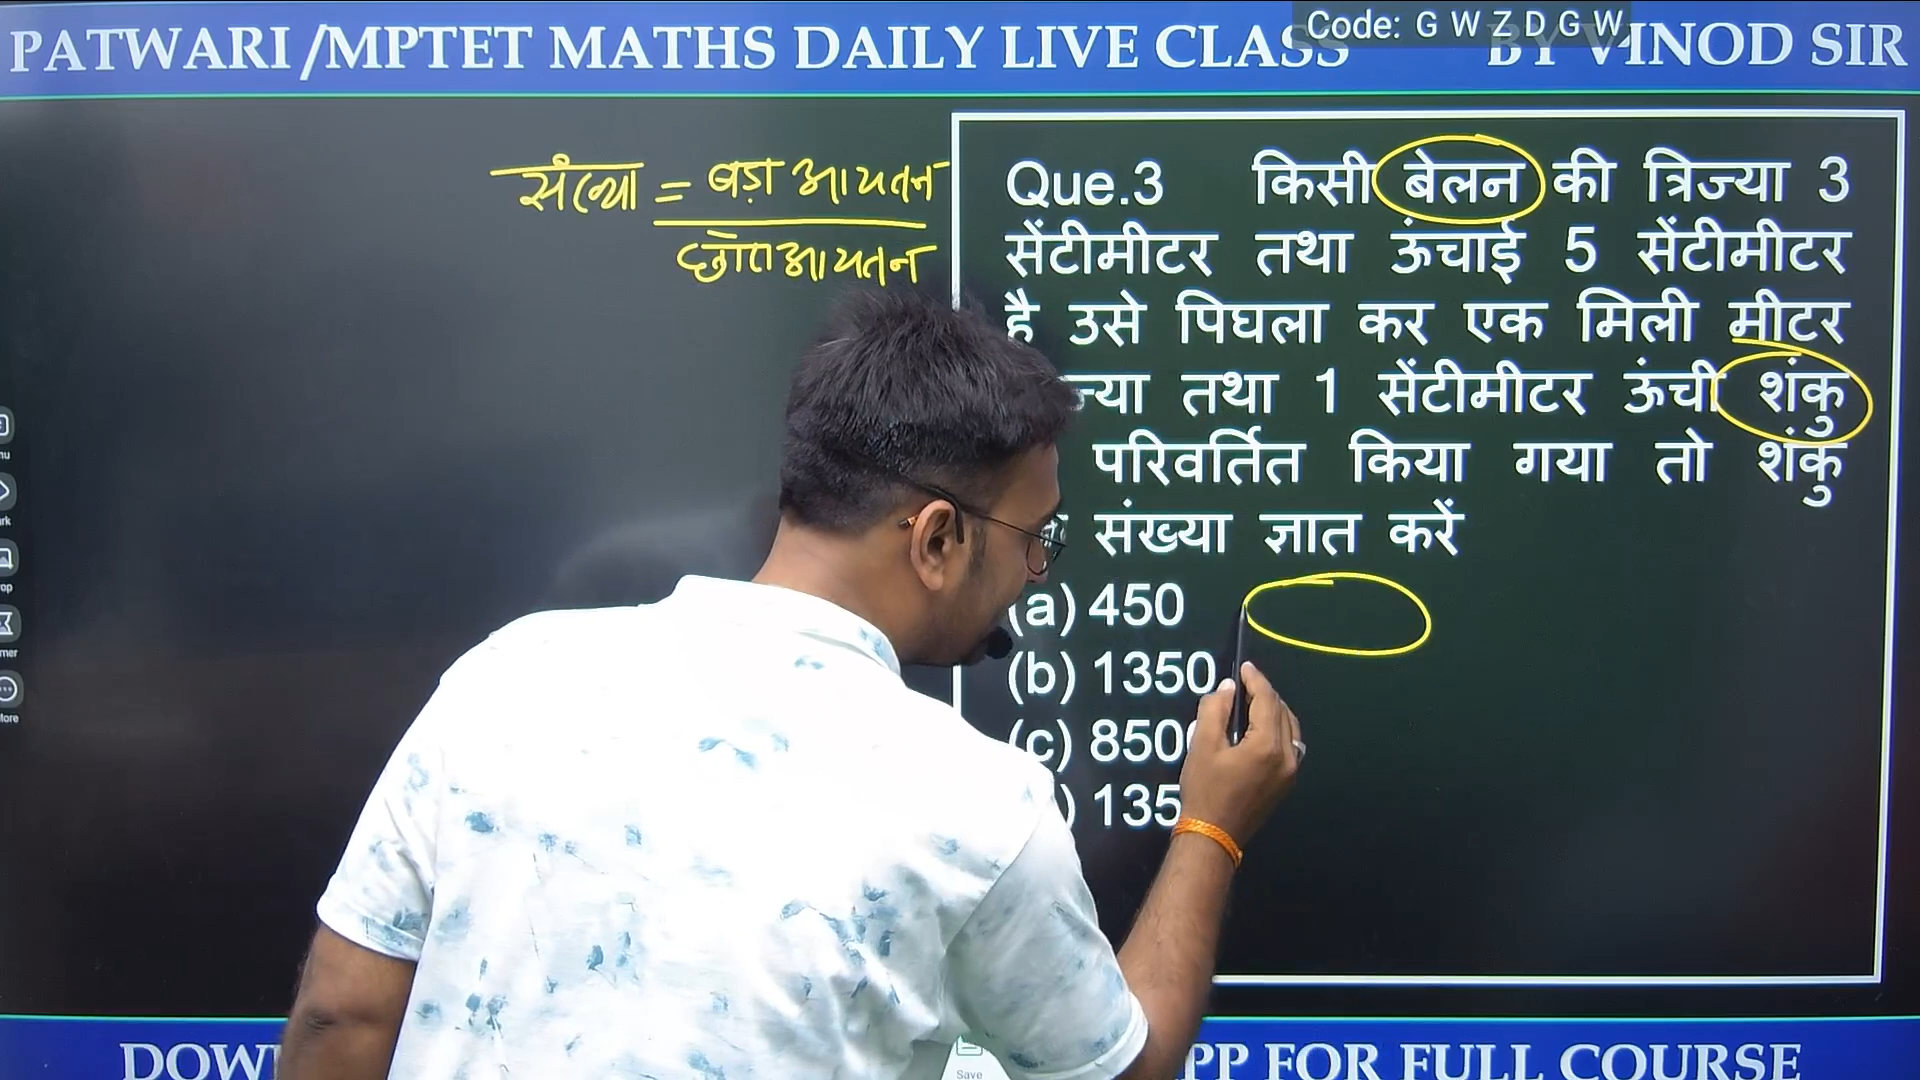 Code: G W Z D G W
PATWARI /MPTET MATHS DAILY LIVE CLASS BY VINOD SIR
संख्या = बड़ा आयतन
छोटा आयतन
Que.3 किसी बेलन की त्रिज्या 3
सेंटीमीटर तथा ऊंचाई 5 सेंटीमीटर
है उसे पिघला कर एक मिली मीटर
ज्या तथा 1 सेंटीमीटर ऊंची शंकु
परिवर्तित किया गया तो शंकु
संख्या ज्ञात करें
(a) 450
(b) 1350
(c) 850
) 135
Save
PP FOR FULL COURSE